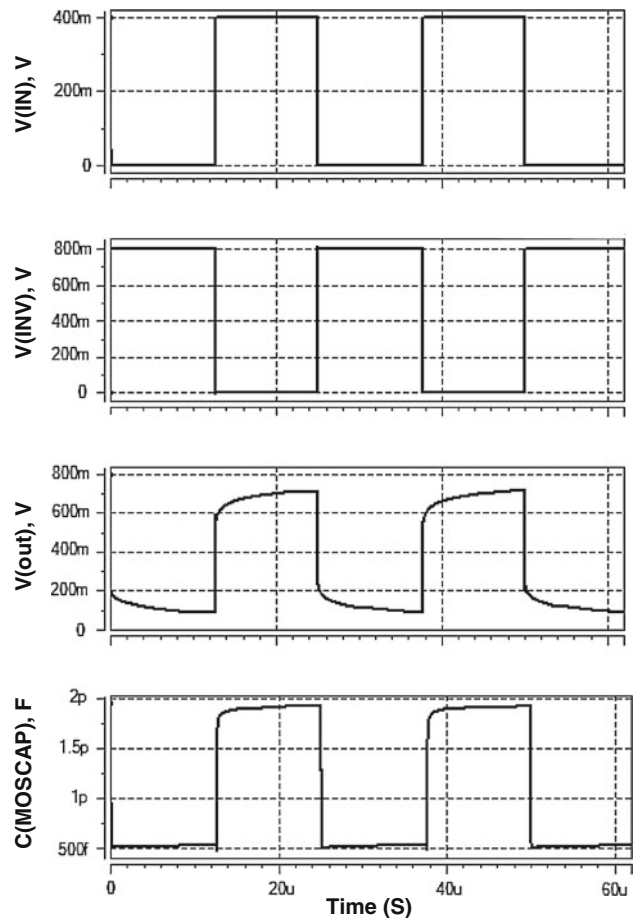 V(IN), V
400m
200m
0
V(INV), V
800m
600m
400m
200m
0
V(out), V
800m
600m
400m
200m
0
C(MOSCAP), F
2p
1.5p
1p
500f
0 20u 40u 60u
Time (S)